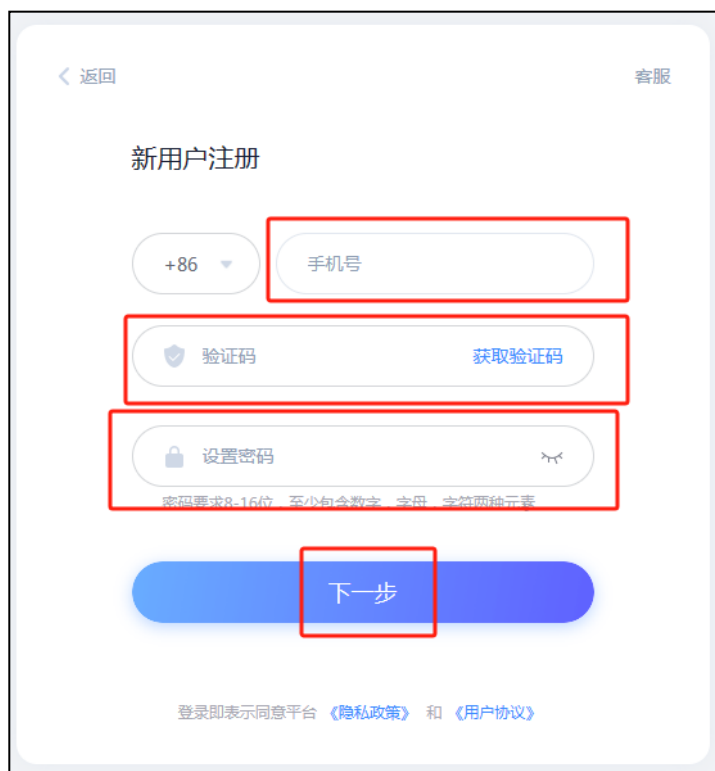 返回 客服
新用户注册
+86 手机号
验证码 获取验证码
设置密码
密码要求8-16位，至少包含数字，字母，字符两种元素
下一步
登录即表示同意平台 《隐私政策》 和 《用户协议》